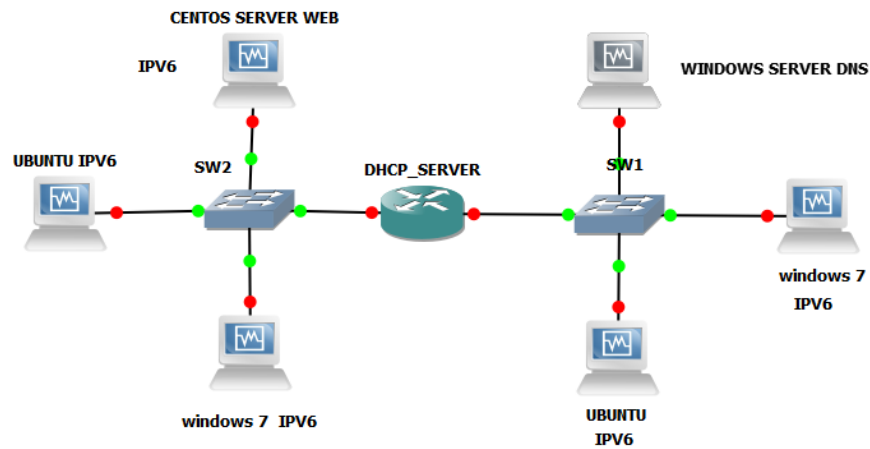 CENTOS SERVER WEB
IPV6
WINDOWS SERVER DNS
UBUNTU IPV6
SW2
DHCP_SERVER
SW1
windows 7
IPV6
windows 7  IPV6
UBUNTU
IPV6